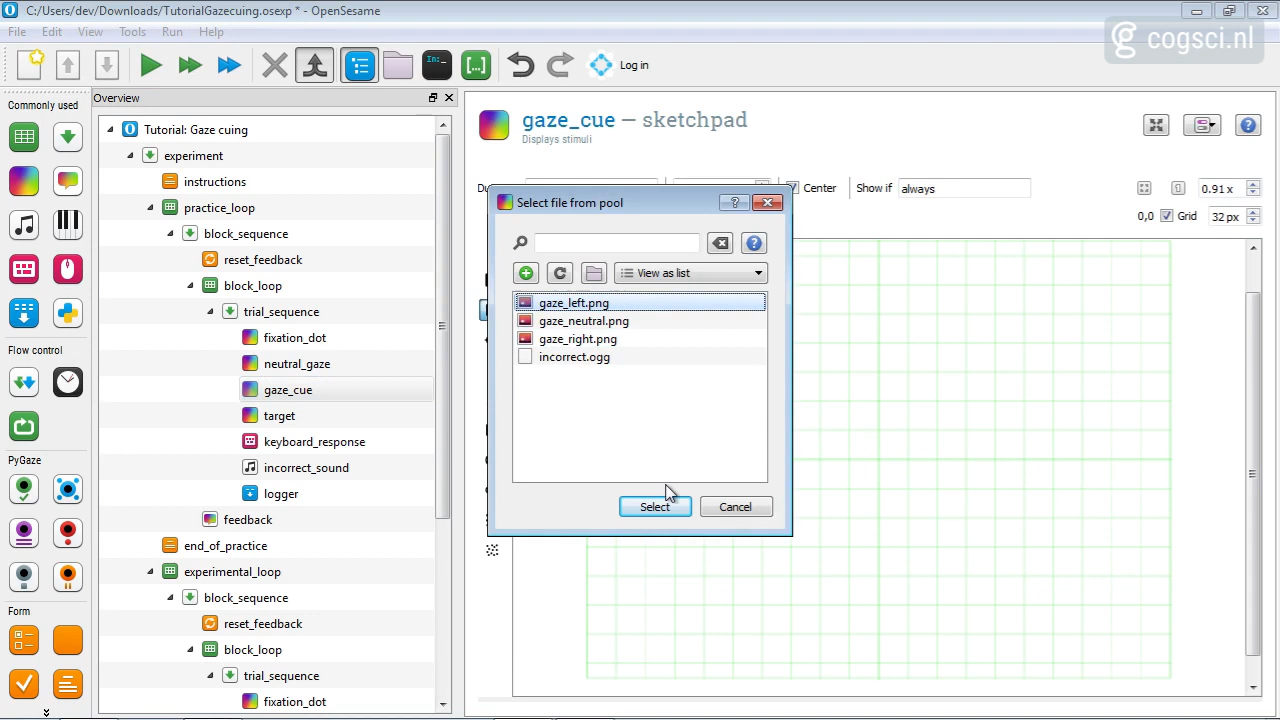 C:/Users/dev/Downloads/TutorialGazecuing.osexp * - OpenSesame
cogsci.nl
File Edit View Tools Run Help
In:_
[...]
Log in
Commonly used
Overview
Tutorial: Gaze cuing
experiment
instructions
practice_loop
block_sequence
reset_feedback
block_loop
trial_sequence
fixation_dot
neutral_gaze
gaze_cue
target
keyboard_response
incorrect_sound
logger
feedback
end_of_practice
experimental_loop
block_sequence
reset_feedback
block_loop
trial_sequence
fixation_dot
Flow control
PyGaze
Form
gaze_cue — sketchpad
Displays stimuli
Center
Show if
always
0.91 x
0,0
Grid
32 px
Select file from pool
View as list
gaze_left.png
gaze_neutral.png
gaze_right.png
incorrect.ogg
Select
Cancel